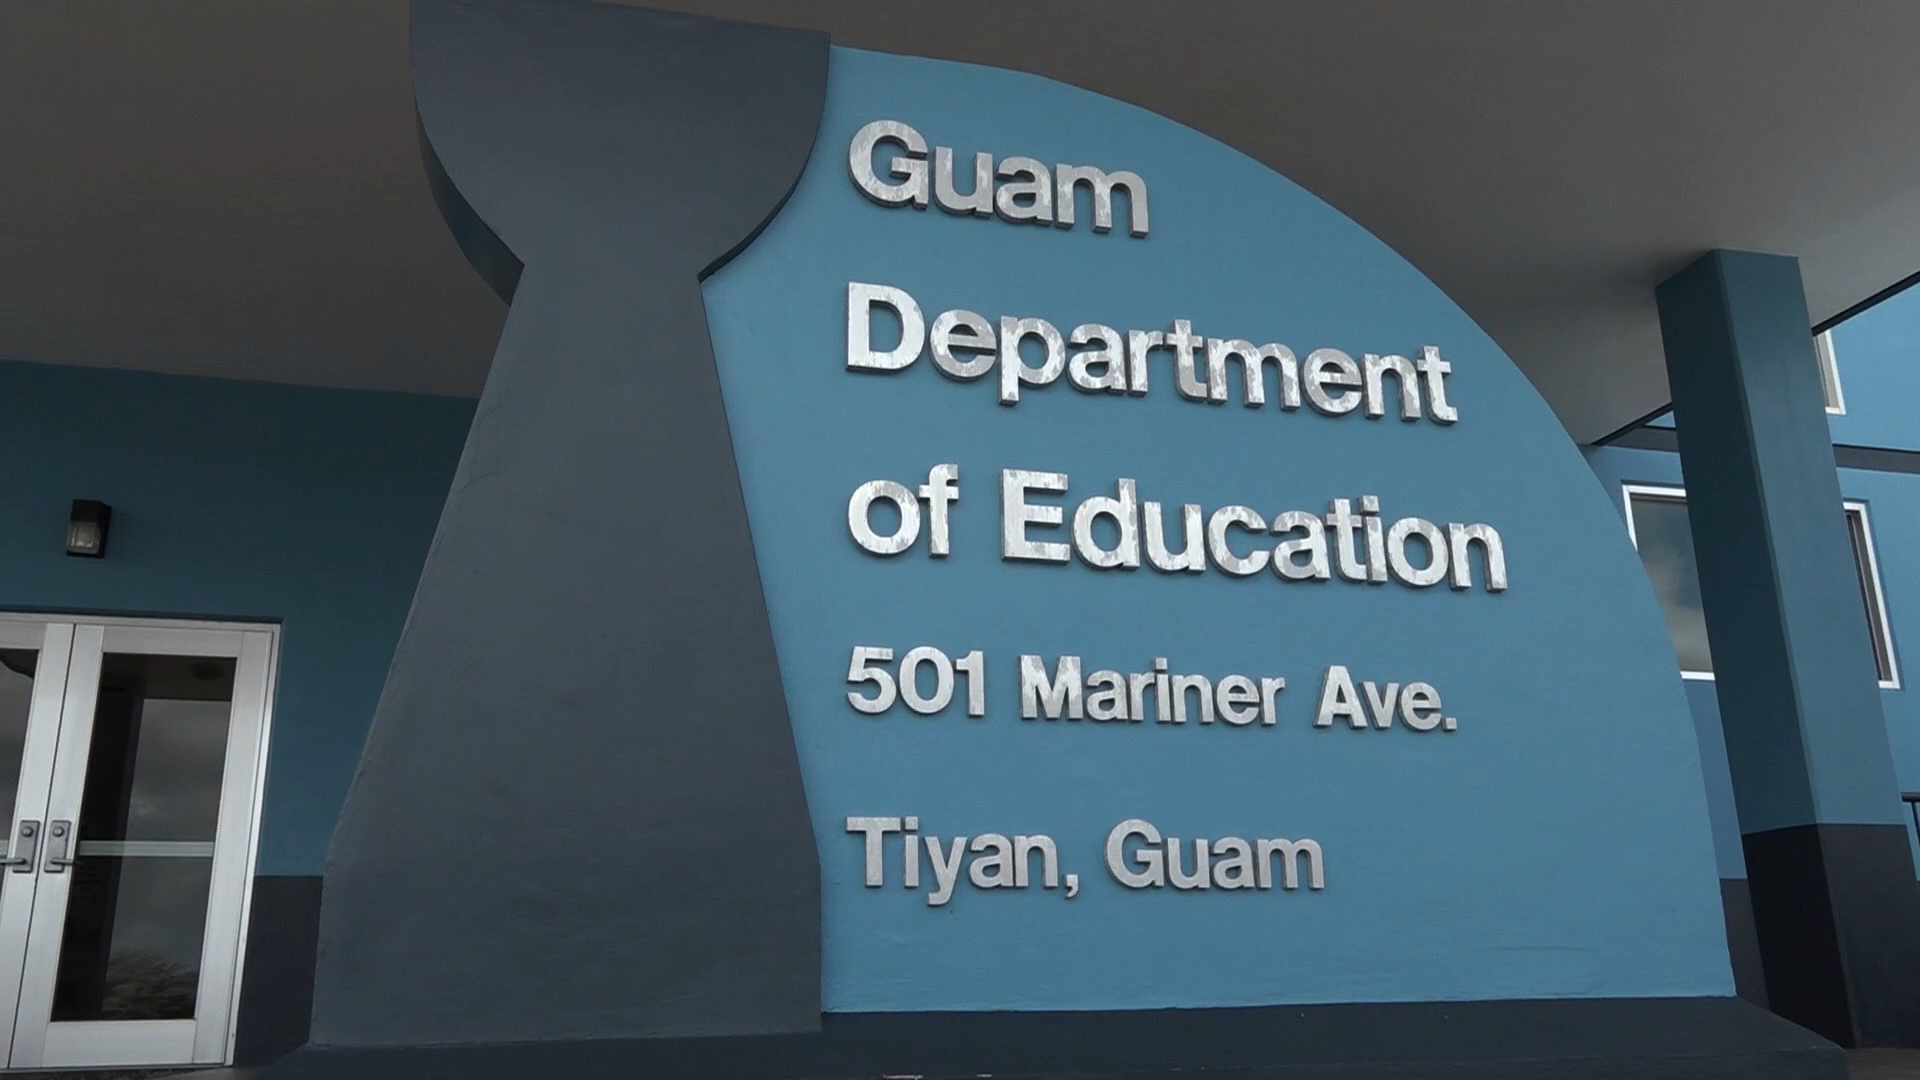 Guam
Department
of Education
501 Mariner Ave.
Tiyan, Guam